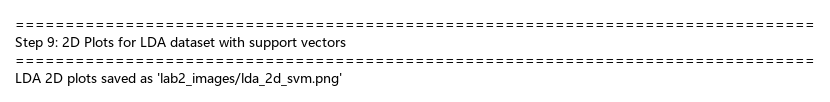 ================================================================================
Step 9: 2D Plots for LDA dataset with support vectors
================================================================================
LDA 2D plots saved as 'lab2_images/lda_2d_svm.png'